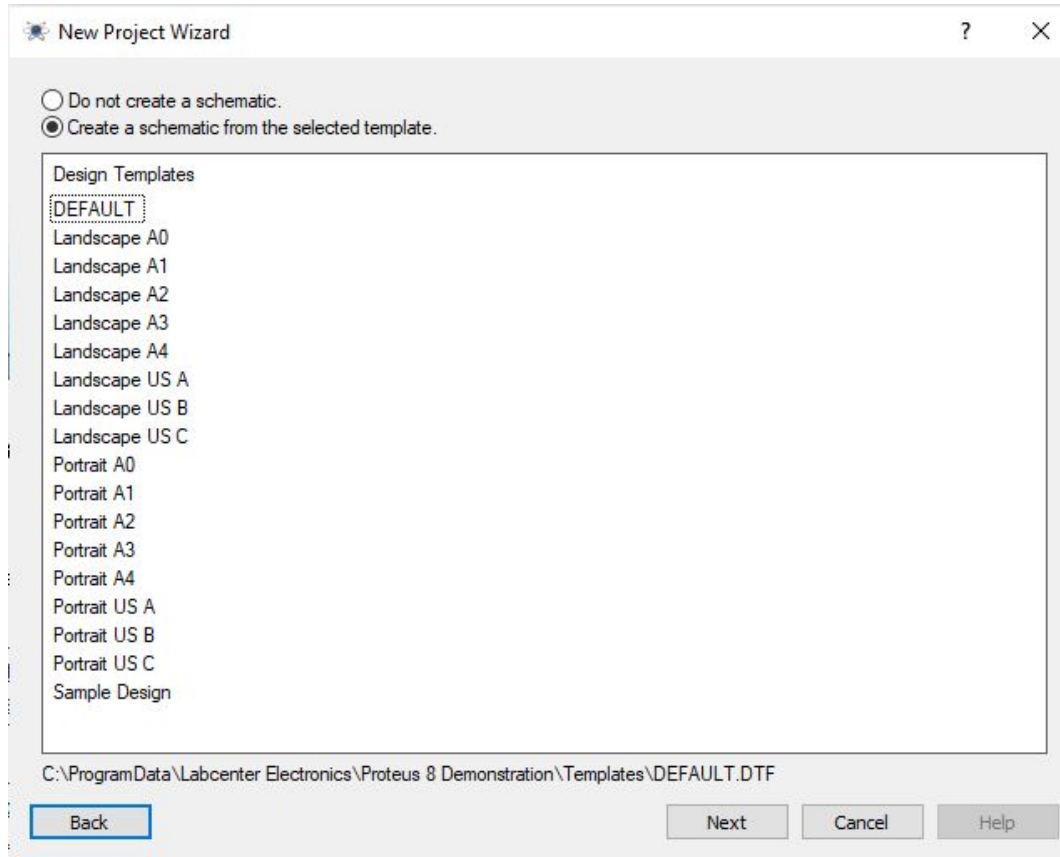 New Project Wizard
?
Do not create a schematic.
Create a schematic from the selected template.
Design Templates
DEFAULT
Landscape A0
Landscape A1
Landscape A2
Landscape A3
Landscape A4
Landscape US A
Landscape US B
Landscape US C
Portrait A0
Portrait A1
Portrait A2
Portrait A3
Portrait A4
Portrait US A
Portrait US B
Portrait US C
Sample Design
C:\ProgramData\Labcenter Electronics\Proteus 8 Demonstration\Templates\DEFAULT.DTF
Back Next Cancel Help